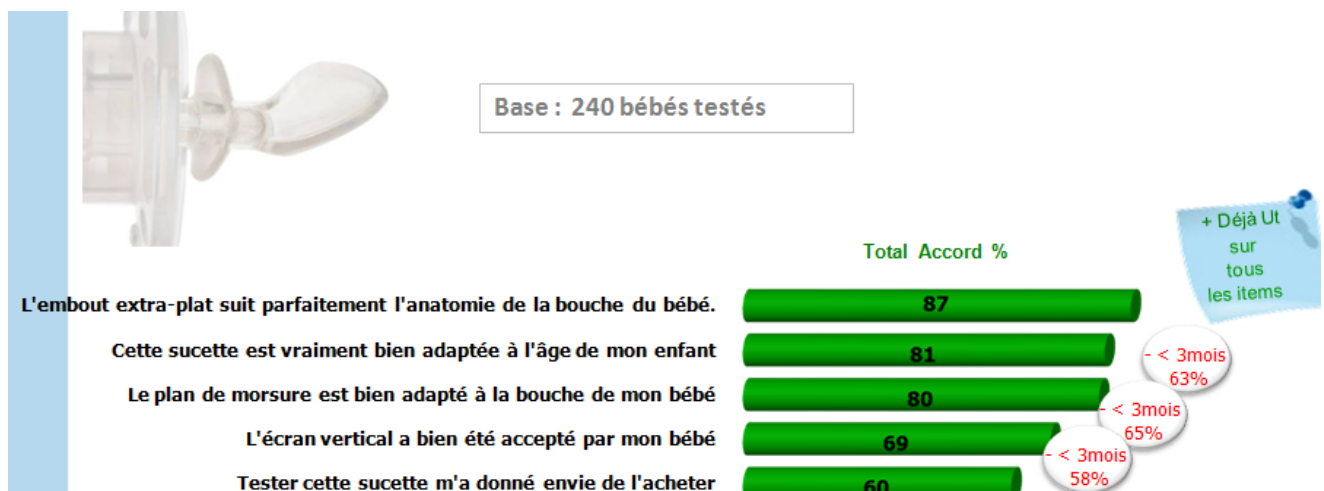 Base : 240 bébés testés
+ Déjà Ut
sur
tous
les items
Total Accord %
L'embout extra-plat suit parfaitement l'anatomie de la bouche du bébé.
87
Cette sucette est vraiment bien adaptée à l'âge de mon enfant
81
- < 3mois
63%
Le plan de morsure est bien adapté à la bouche de mon bébé
80
- < 3mois
65%
L'écran vertical a bien été accepté par mon bébé
69
- < 3mois
58%
Tester cette sucette m'a donné envie de l'acheter
60